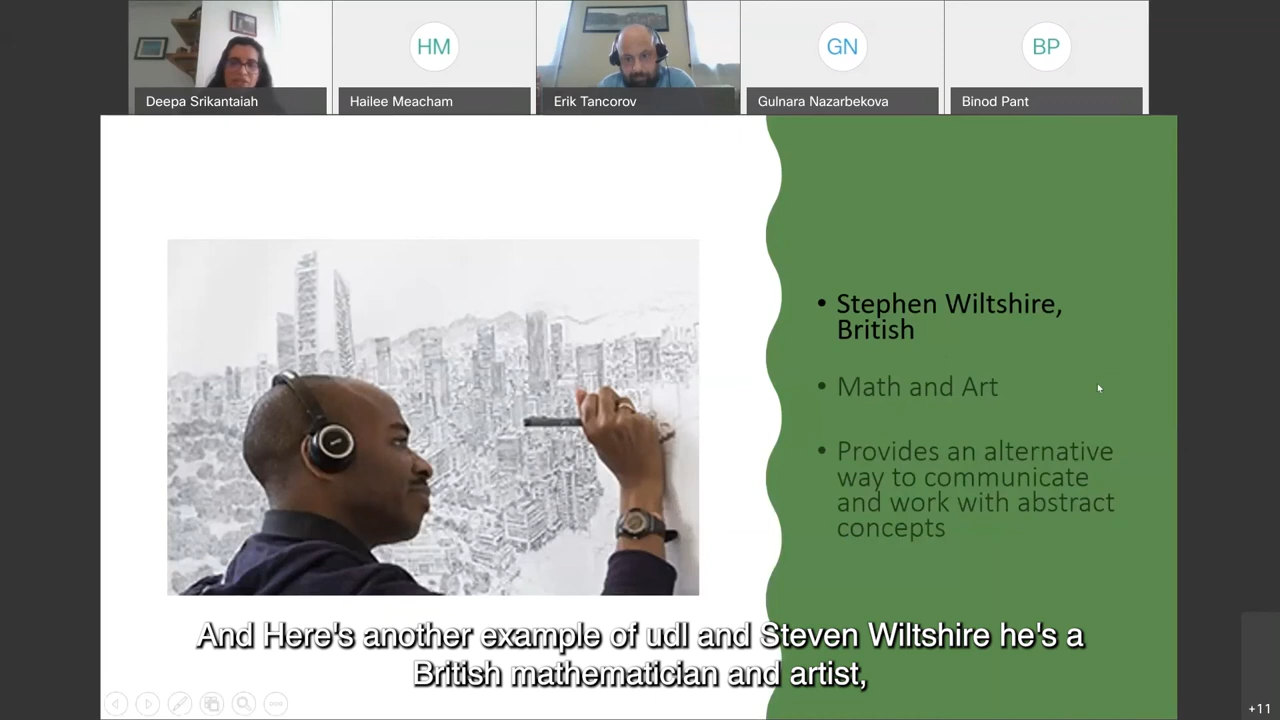 HM
GN
BP
Deepa Srikantaiah
Hailee Meacham
Erik Tancorov
Gulnara Nazarbekova
Binod Pant
• Stephen Wiltshire,
British
• Math and Art
• Provides an alternative
way to communicate
and work with abstract
concepts
And Here's another example of udl and Steven Wiltshire he's a
British mathematician and artist,
+11